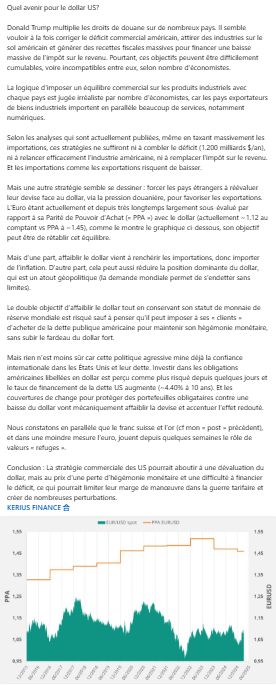 Quel avenir pour le dollar US?
Donald Trump multiplie les droits de douane sur de nombreux pays. Il semble
vouloir à la fois corriger le déficit commercial américain, attirer des industries sur le
sol américain et générer des recettes fiscales massives pour financer une baisse
massive de l'impôt sur le revenu. Pourtant, ces objectifs peuvent être difficilement
cumulables, voire incompatibles entre eux, selon nombre d'économistes.
La logique d'imposer un équilibre commercial sur les produits industriels avec
chaque pays est jugée irréaliste par nombre d'économistes, car les pays exportateurs
de biens industriels importent en parallèle beaucoup de services, notamment
numériques.
Selon les analyses qui sont actuellement publiées, même en taxant massivement les
importations, ces stratégies ne suffiront ni à combler le déficit (1.200 milliards $/an),
ni à relancer efficacement l'industrie américaine, ni à remplacer l'impôt sur le revenu.
Et les importations comme les exportations risquent de baisser.
Mais une autre stratégie semble se dessiner : forcer les pays étrangers à réévaluer
leur devise face au dollar, via la pression douanière, pour favoriser les exportations.
L'Euro étant actuellement et depuis très longtemps largement sous-évalué par
rapport à sa Parité de Pouvoir d'Achat (« PPA ») avec le dollar (actuellement ~1.12 au
comptant vs PPA à ~1.45), comme le montre le graphique ci-dessous, son objectif
peut être de rétablir cet équilibre.
Mais d'une part, affaiblir le dollar vient à renchérir les importations, donc importer
de l'inflation. D'autre part, cela peut aussi réduire la position dominante du dollar,
qui est un atout géopolitique (la demande mondiale permet de s'endetter sans
limites).
Le double objectif d'affaiblir le dollar tout en conservant son statut de monnaie de
réserve mondiale est risqué sauf à penser qu'il peut imposer à ses « clients »
d'acheter de la dette publique américaine pour maintenir son hégémonie monétaire,
sans subir le fardeau du dollar fort.
Mais rien n'est moins sûr car cette politique agressive mine déjà la confiance
internationale dans les Etats-Unis et leur dette. Investir dans les obligations
américaines libellées en dollar est perçu comme plus risqué depuis quelques jours et
le taux de financement de la dette US augmente (~4.40% à 10 ans). Et les
couvertures de change pour protéger des portefeuilles obligataires contre une
baisse du dollar vont mécaniquement affaiblir la devise et accentuer l'effet redouté.
Nous constatons en parallèle que le franc suisse et l'or (cf mon « post » précédent),
et dans une moindre mesure l'euro, jouent depuis quelques semaines le rôle de
valeurs « refuges ».
Conclusion : La stratégie commerciale des US pourrait aboutir à une dévaluation du
dollar, mais au prix d'une perte d'hégémonie monétaire et une difficulté à financer
le déficit, ce qui pourrait limiter leur marge de manœuvre dans la guerre tarifaire et
créer de nombreuses perturbations.
KERIUS FINANCE
EUR/USD spot PPA EURUSD
1,55 1,55
1,45 1,45
1,35 1,35
1,25 1,25
1,15 1,15
1,05 1,05
0,95 0,95
PPA
EURUSD